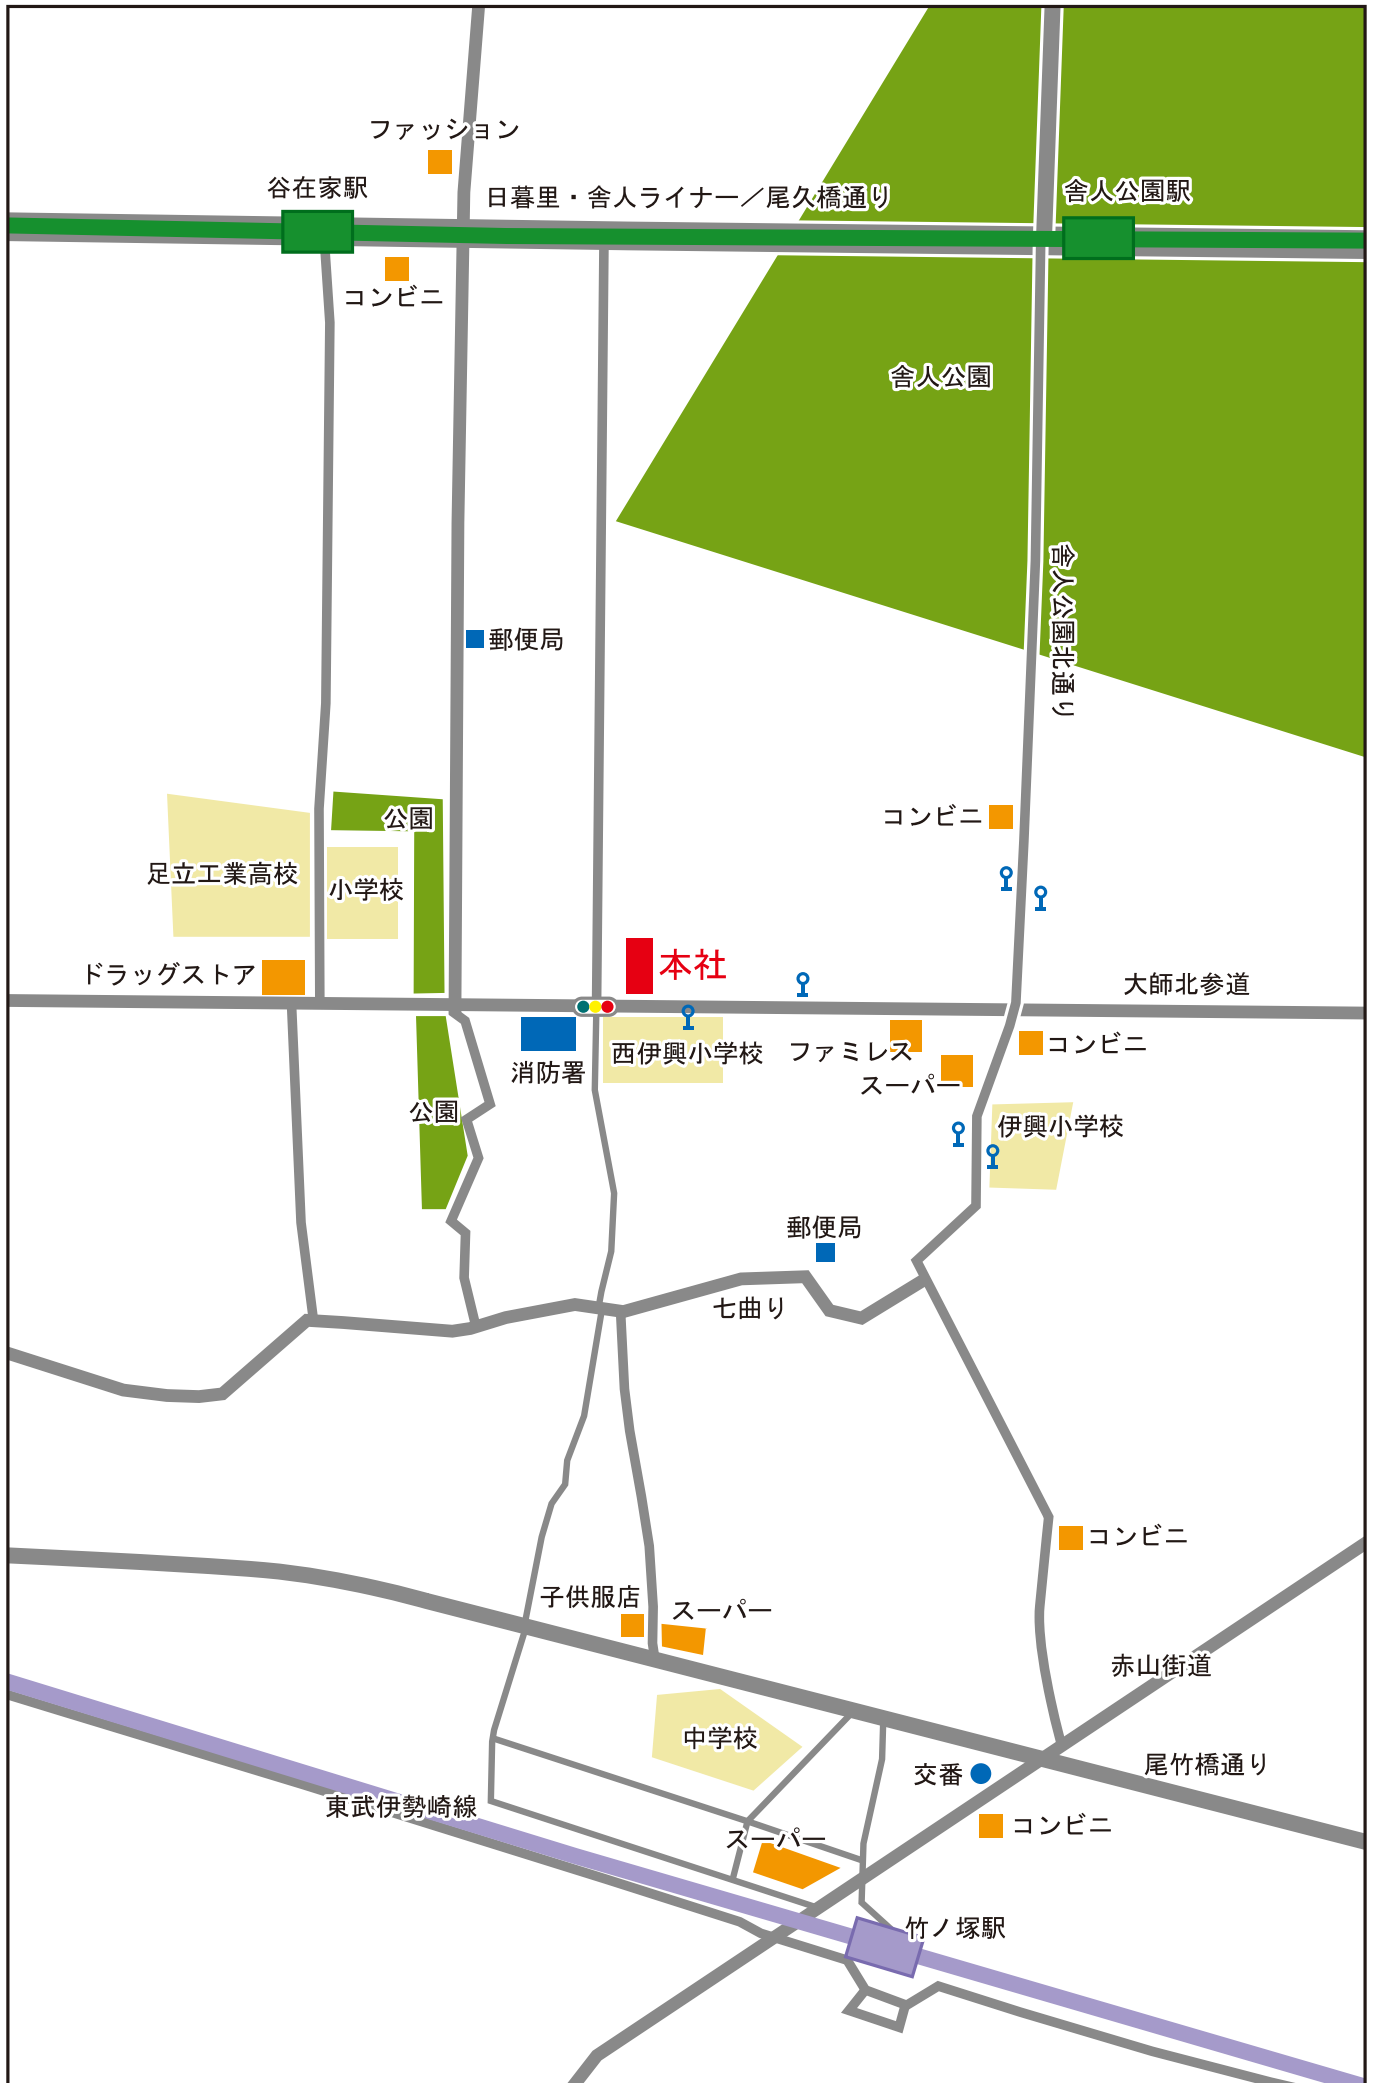 ファッション
谷在家駅
日暮里・舎人ライナー／尾久橋通り
舎人公園駅
コンビニ
舎人公園
舎人公園北通り
郵便局
公園
コンビニ
足立工業高校
小学校
ドラッグストア
本社
大師北参道
消防署
西伊興小学校
ファミレス
コンビニ
スーパー
公園
伊興小学校
郵便局
七曲り
コンビニ
子供服店
スーパー
赤山街道
中学校
尾竹橋通り
交番
東武伊勢崎線
コンビニ
スーパー
竹ノ塚駅